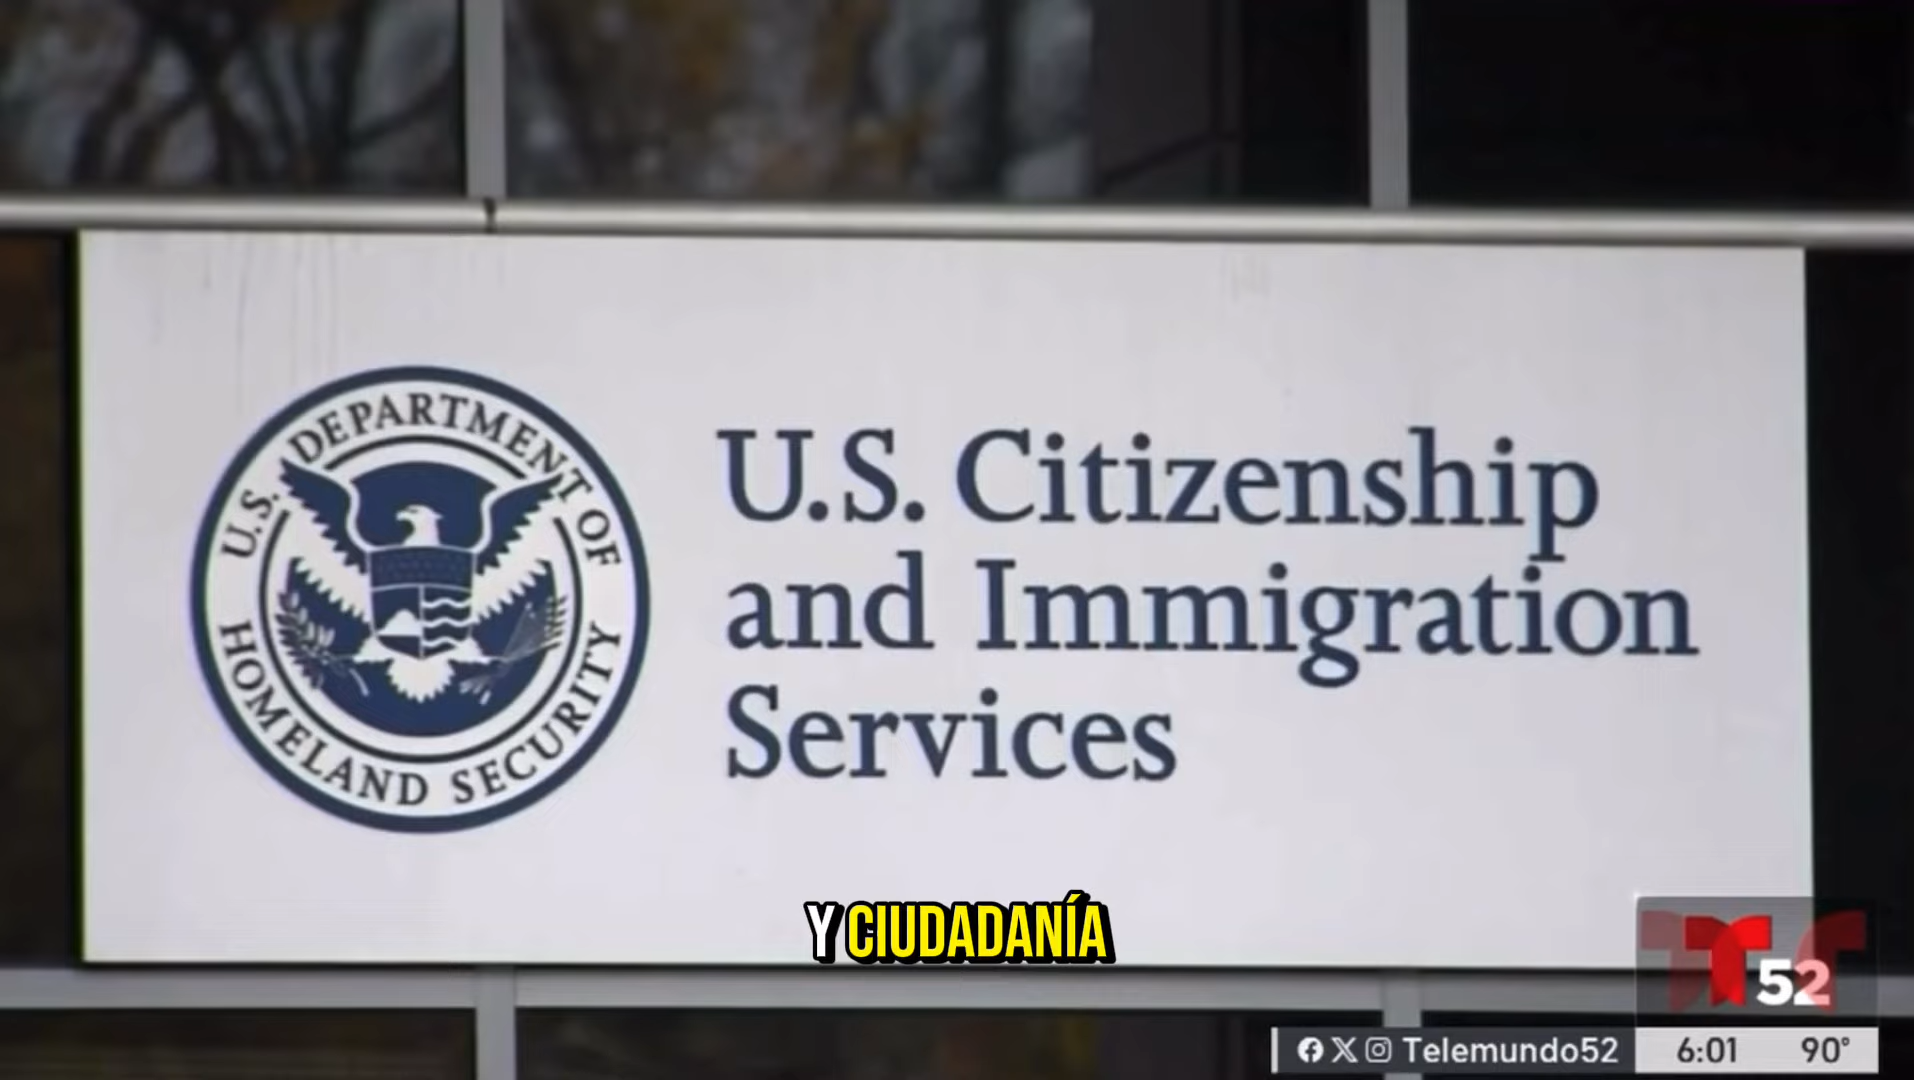 U.S. DEPARTMENT OF
HOMELAND SECURITY
U.S. Citizenship
and Immigration
Services
Y CIUDADANÍA
T 52
Telemundo52
6:01 90°